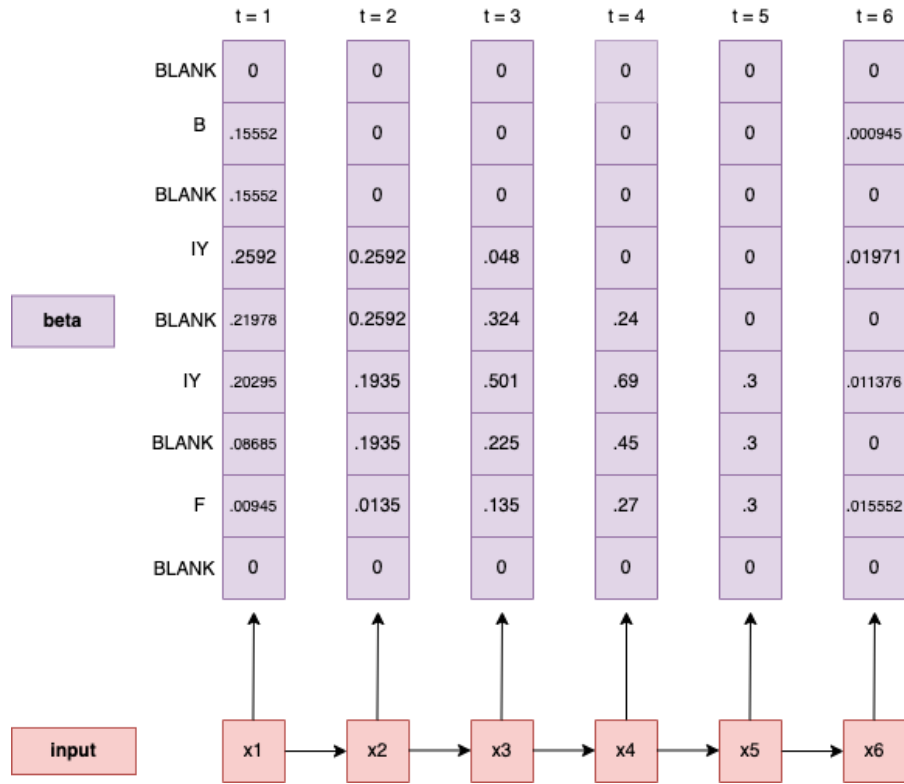 t = 1 t = 2 t = 3 t = 4 t = 5 t = 6
BLANK 0 0 0 0 0 0
B .15552 0 0 0 0 .000945
BLANK .15552 0 0 0 0 0
IY .2592 0.2592 .048 0 0 .01971
beta BLANK .21978 0.2592 .324 .24 0 0
IY .20295 .1935 .501 .69 .3 .011376
BLANK .08685 .1935 .225 .45 .3 0
F .00945 .0135 .135 .27 .3 .015552
BLANK 0 0 0 0 0 0
input x1 x2 x3 x4 x5 x6